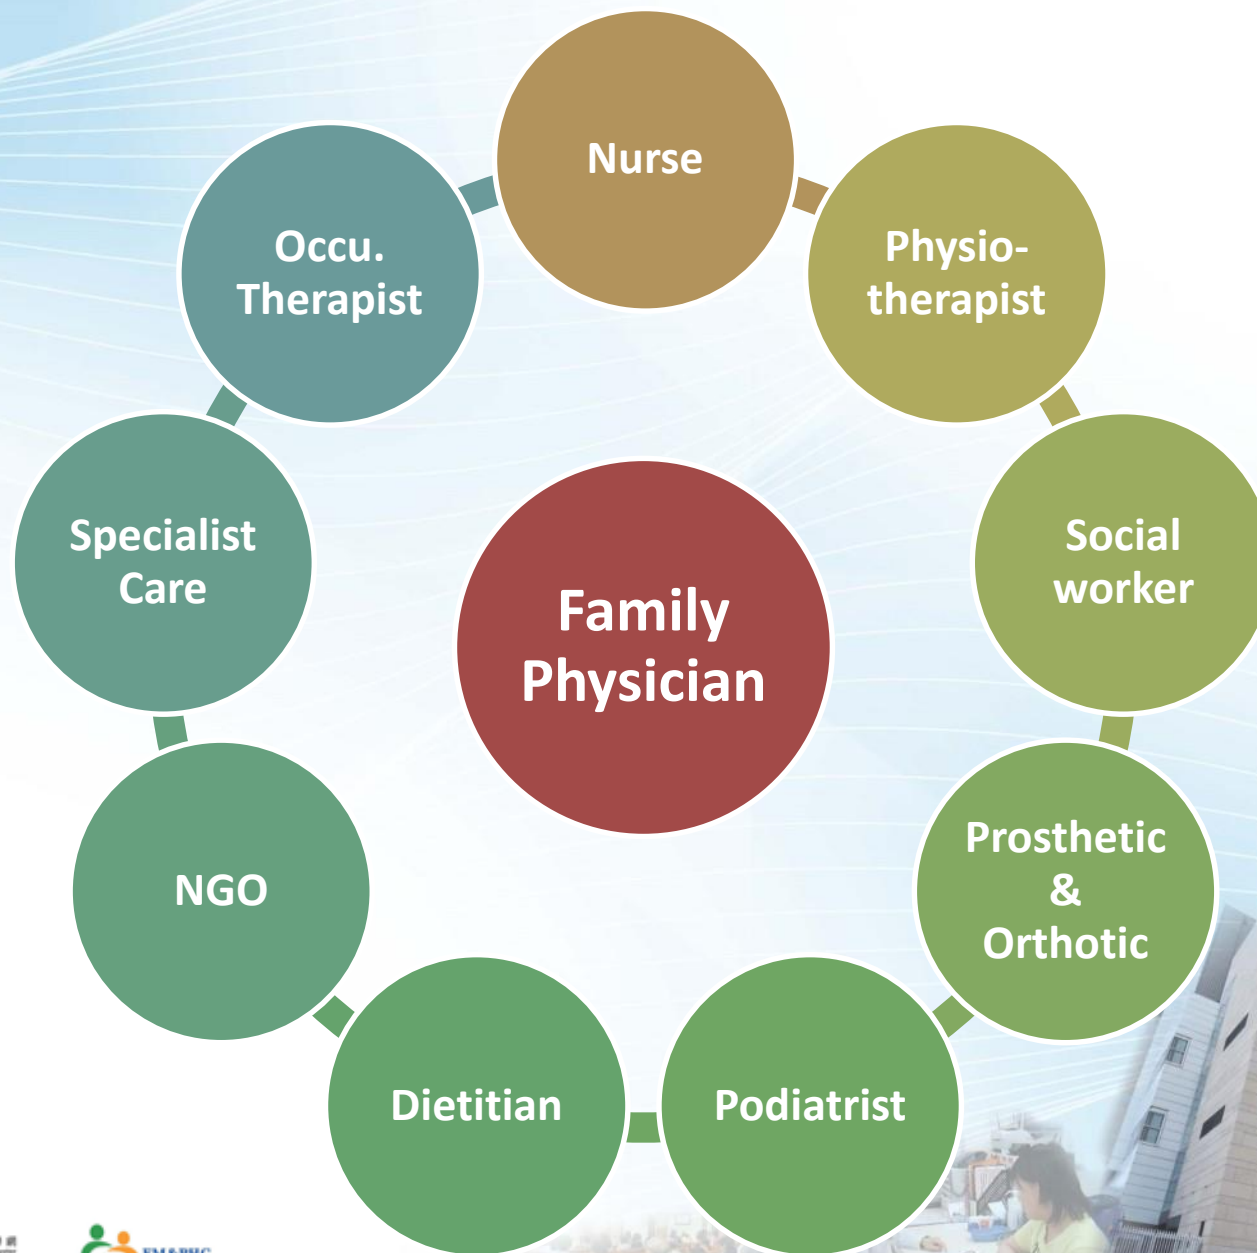 Nurse
Physio-
therapist
Social
worker
Prosthetic
&
Orthotic
Podiatrist
Dietitian
NGO
Specialist
Care
Occu.
Therapist
Family
Physician